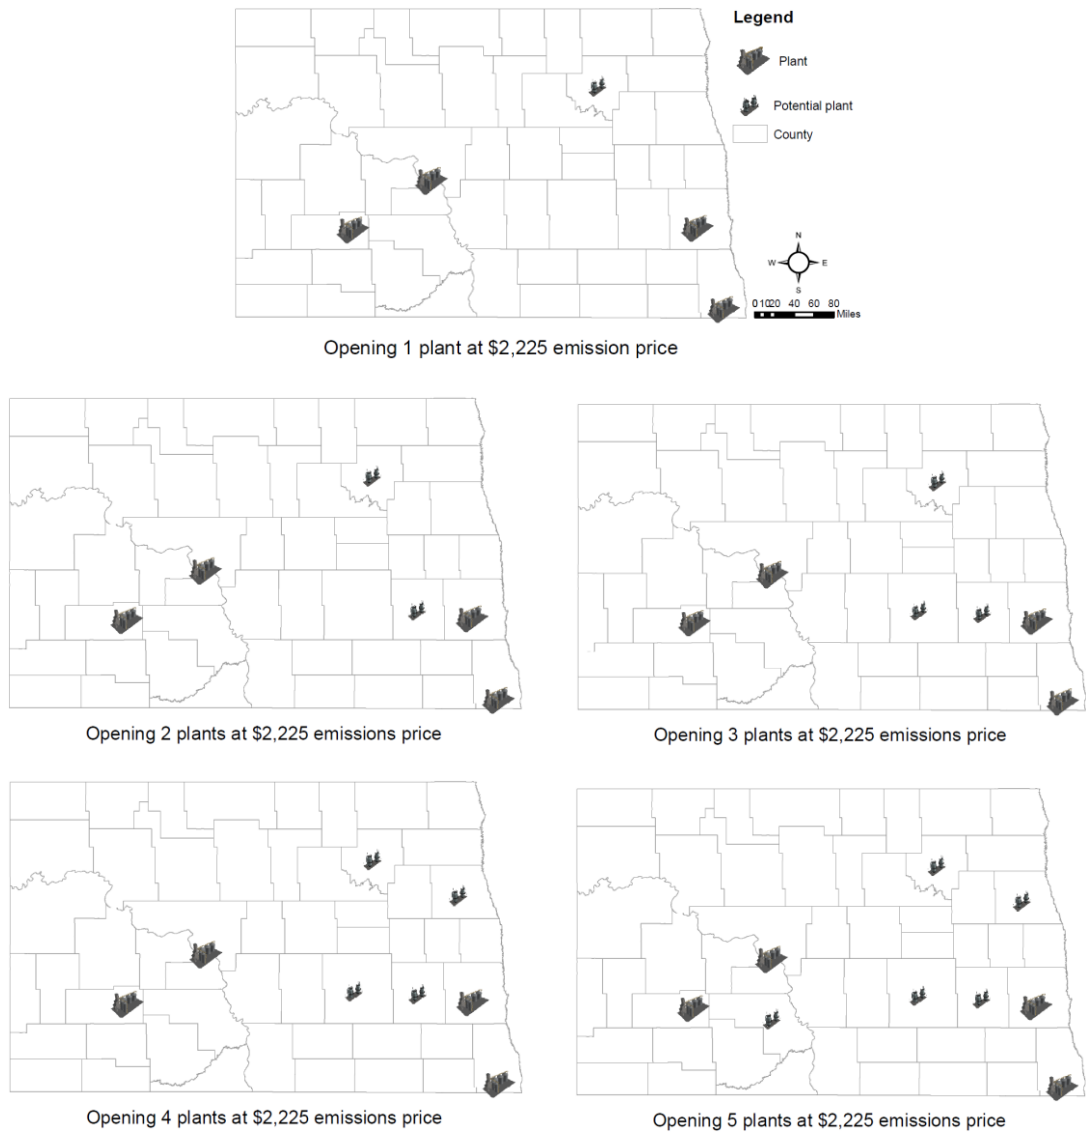 Legend
Plant
Potential plant
County
N
W E
S
0 10 20 40 60 80
Miles
Opening 1 plant at $2,225 emission price
Opening 2 plants at $2,225 emissions price
Opening 3 plants at $2,225 emissions price
Opening 4 plants at $2,225 emissions price
Opening 5 plants at $2,225 emissions price